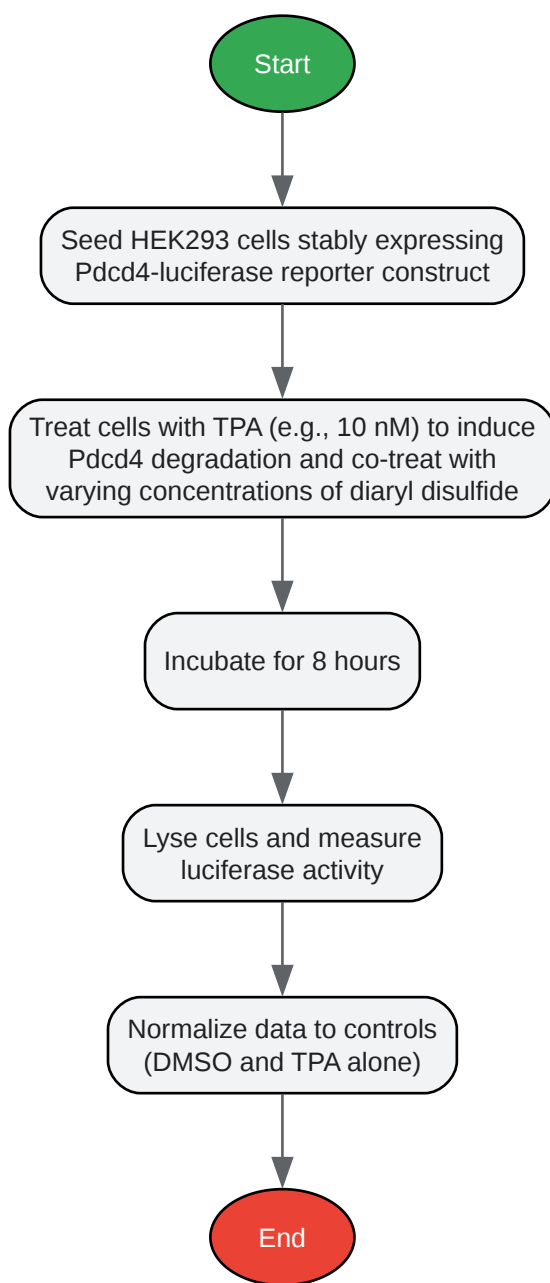 Start
Seed HEK293 cells stably expressing
Pdcd4-luciferase reporter construct
Treat cells with TPA (e.g., 10 nM) to induce
Pdcd4 degradation and co-treat with
varying concentrations of diaryl disulfide
Incubate for 8 hours
Lyse cells and measure
luciferase activity
Normalize data to controls
(DMSO and TPA alone)
End